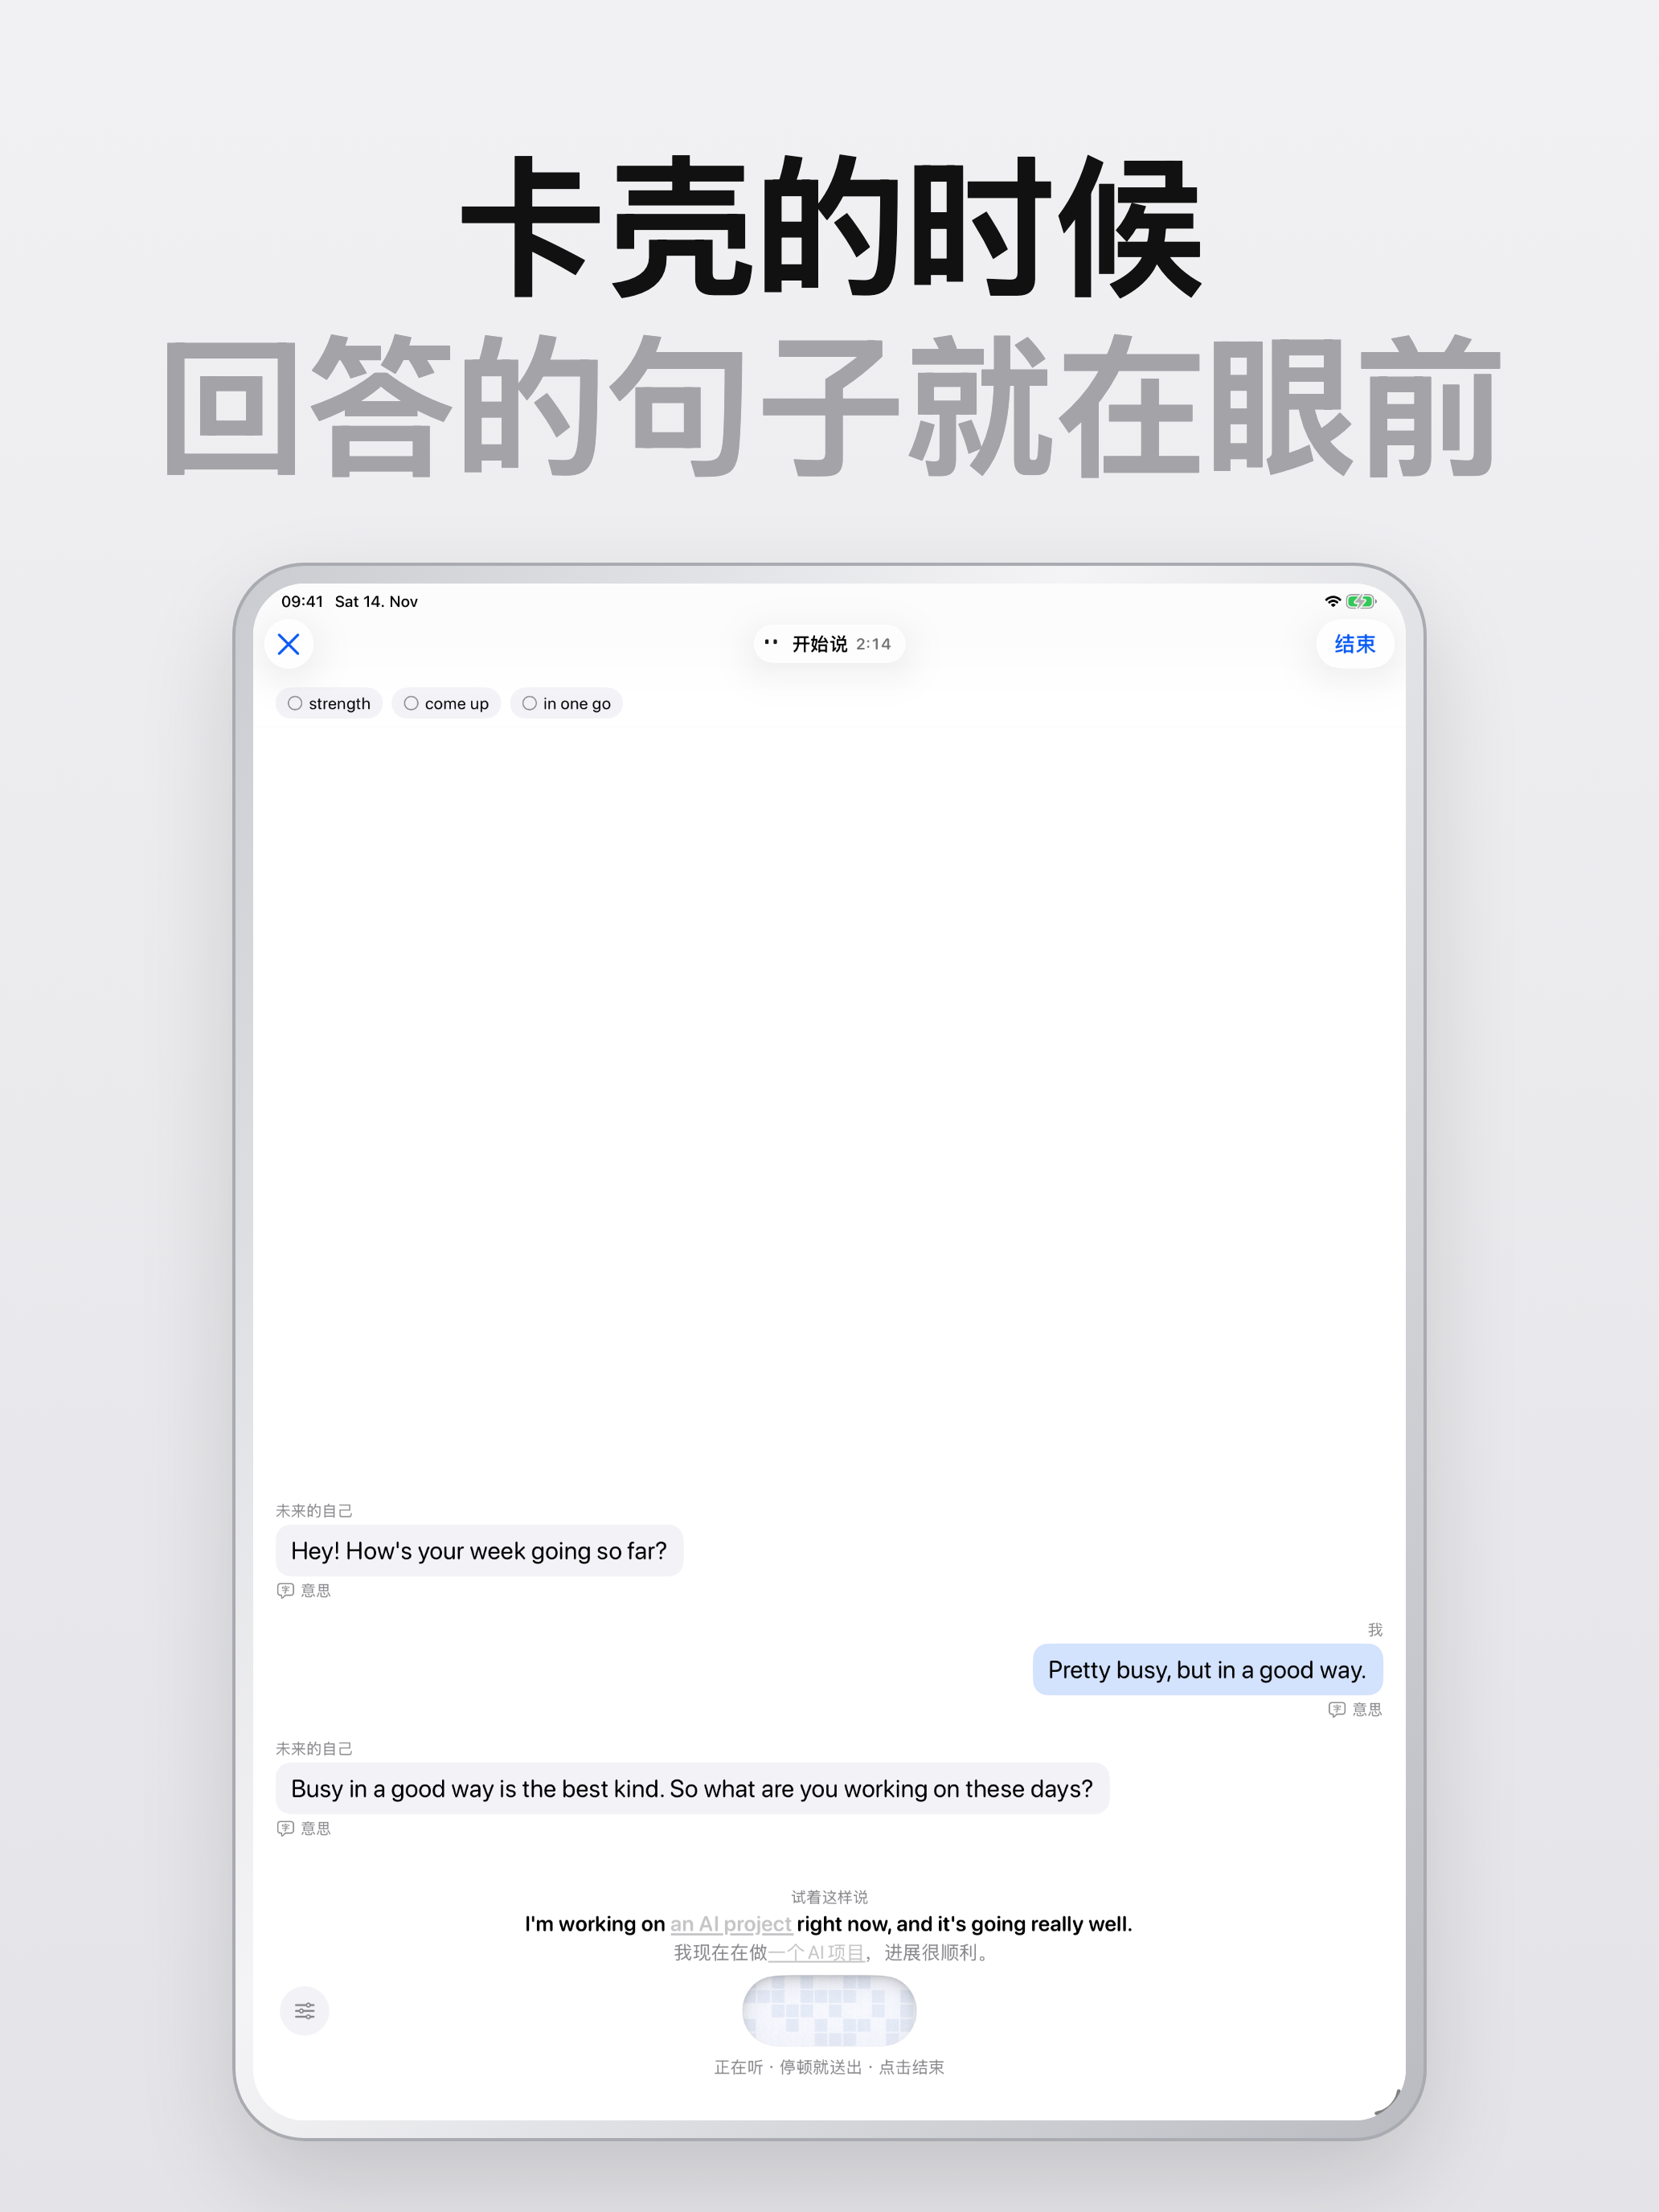 卡壳的时候
回答的句子就在眼前
09:41 Sat 14. Nov
开始说 2:14
结束
strength
come up
in one go
未来的自己
Hey! How's your week going so far?
意思
我
Pretty busy, but in a good way.
意思
未来的自己
Busy in a good way is the best kind. So what are you working on these days?
意思
试着这样说
I'm working on an AI project right now, and it's going really well.
我现在在做一个AI项目，进展很顺利。
正在听 · 停顿就送出 · 点击结束